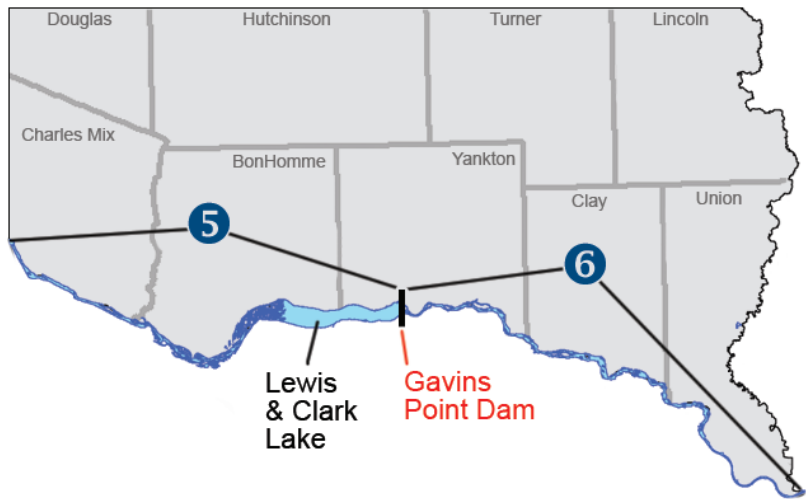 Douglas
Hutchinson
Turner
Lincoln
Charles Mix
BonHomme
Yankton
Clay
Union
5
6
Lewis
& Clark
Lake
Gavins
Point Dam